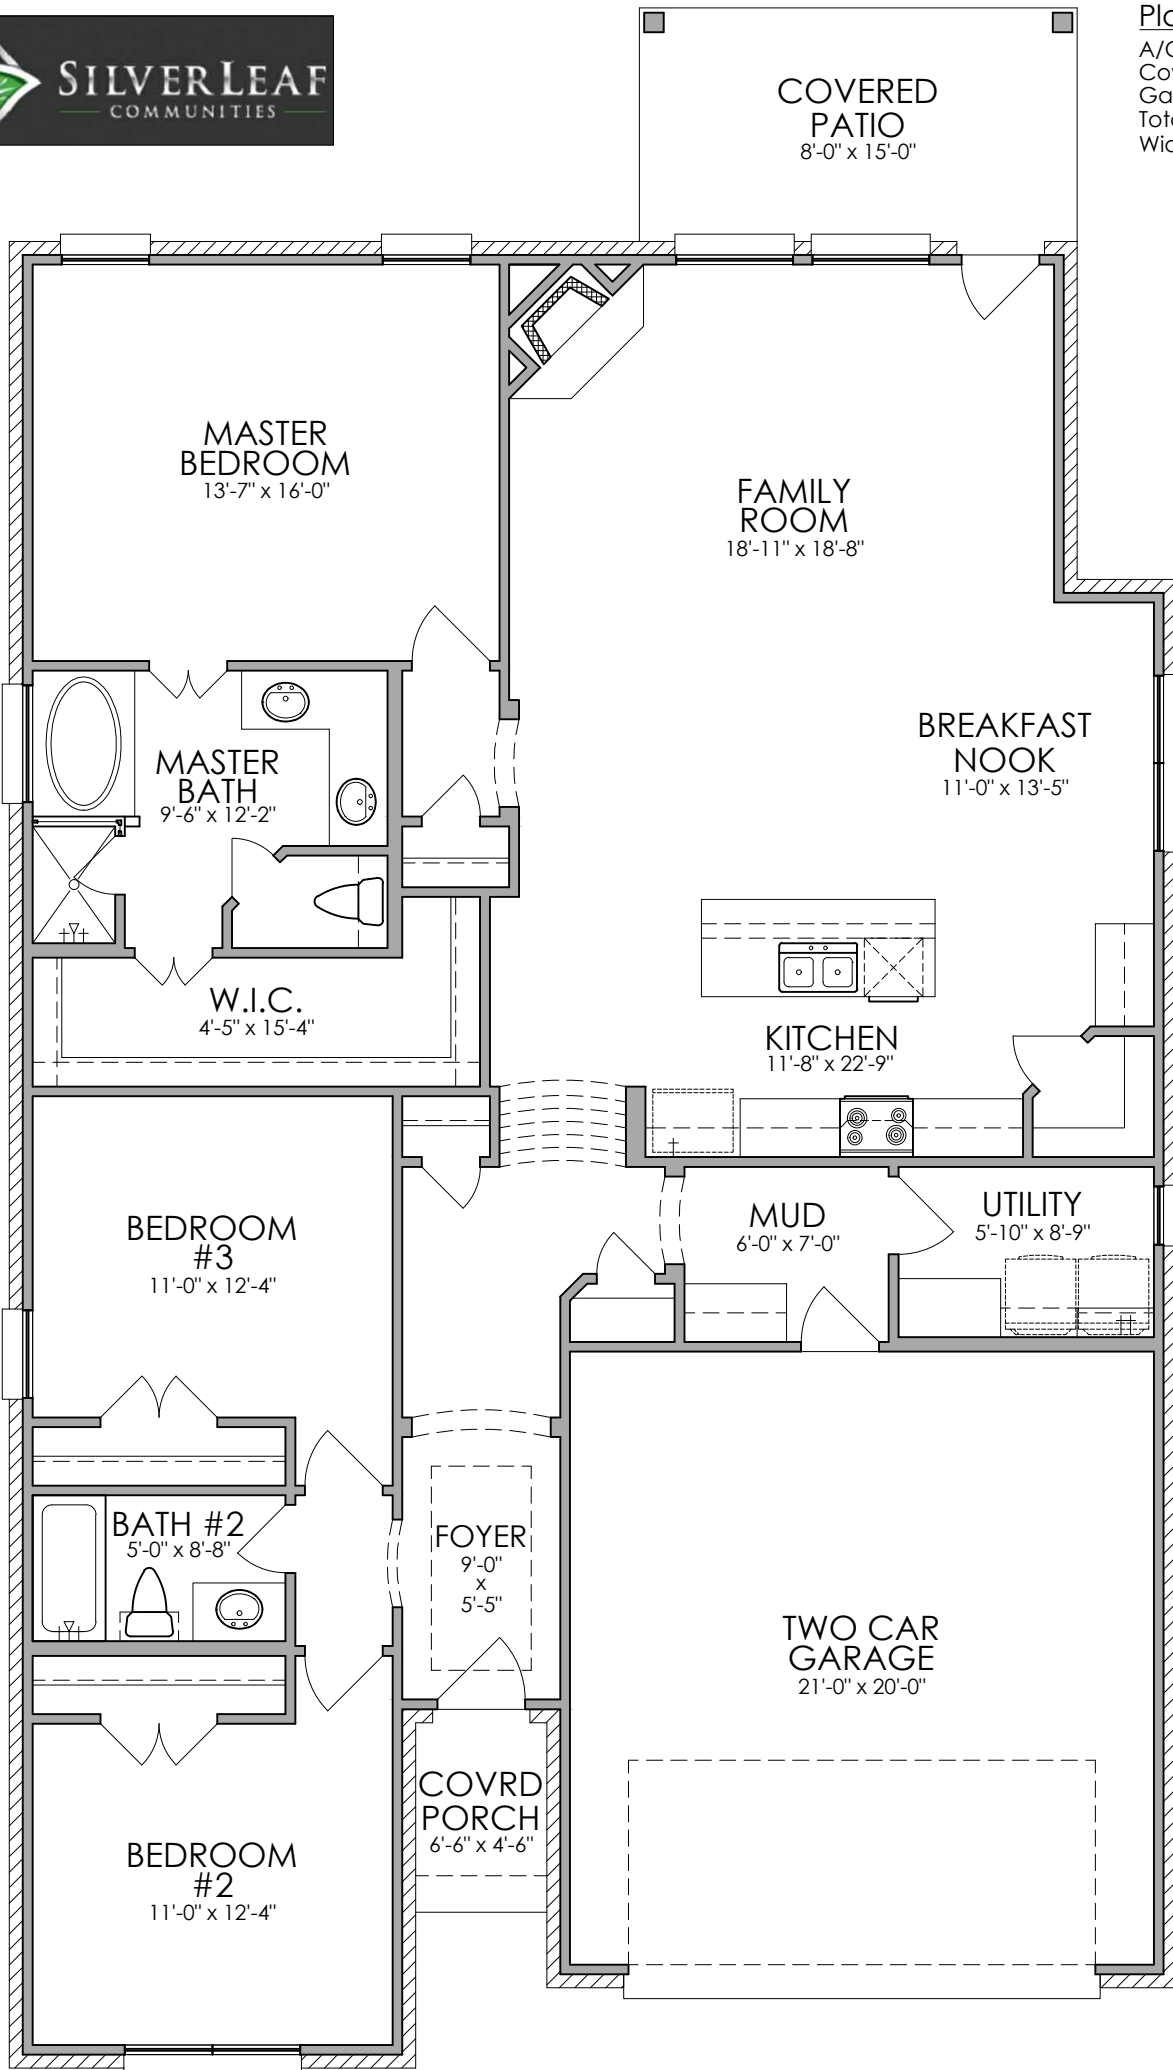 SILVERLEAF
COMMUNITIES
COVERED
PATIO
8'-0" x 15'-0"
MASTER
BEDROOM
13'-7" x 16'-0"
FAMILY
ROOM
18'-11" x 18'-8"
BREAKFAST
NOOK
11'-0" x 13'-5"
MASTER
BATH
9'-6" x 12'-2"
W.I.C.
4'-5" x 15'-4"
KITCHEN
11'-8" x 22'-9"
MUD
6'-0" x 7'-0"
UTILITY
5'-10" x 8'-9"
BEDROOM
#3
11'-0" x 12'-4"
BATH #2
5'-0" x 8'-8"
FOYER
9'-0"
x
5'-5"
TWO CAR
GARAGE
21'-0" x 20'-0"
COVRD
PORCH
6'-6" x 4'-6"
BEDROOM
#2
11'-0" x 12'-4"